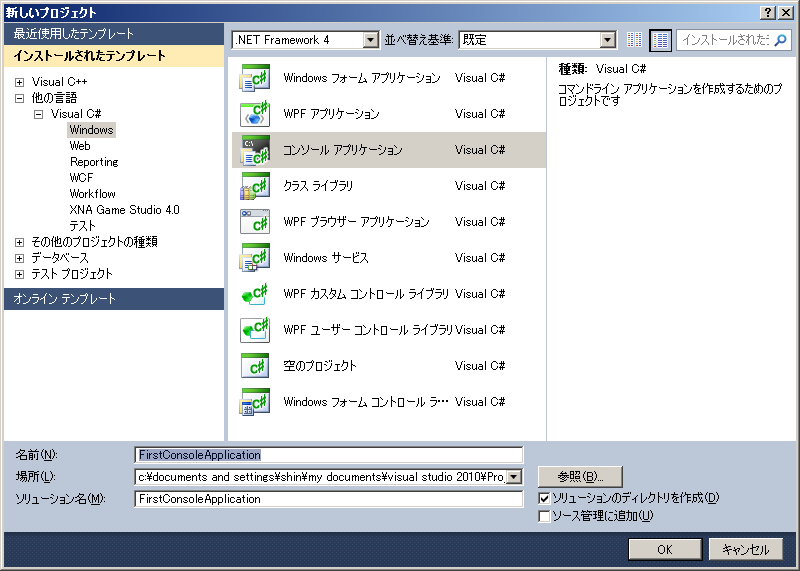 新しいプロジェクト
最近使用したテンプレート
インストールされたテンプレート
Visual C++
他の言語
Visual C#
Windows
Web
Reporting
WCF
Workflow
XNA Game Studio 4.0
テスト
その他のプロジェクトの種類
データベース
テスト プロジェクト
オンライン テンプレート
.NET Framework 4 並べ替え基準: 既定
インストールされた
Windows フォーム アプリケーション Visual C#
WPF アプリケーション Visual C#
コンソール アプリケーション Visual C#
クラス ライブラリ Visual C#
WPF ブラウザー アプリケーション Visual C#
Windows サービス Visual C#
WPF カスタム コントロール ライブラリ Visual C#
WPF ユーザー コントロール ライブラリ Visual C#
空のプロジェクト Visual C#
Windows フォーム コントロール ラ… Visual C#
種類: Visual C#
コマンドライン アプリケーションを作成するためのプ
ロジェクトです
名前(N): FirstConsoleApplication
場所(L): c:¥documents and settings¥shin¥my documents¥visual studio 2010¥Pro 参照(B)...
ソリューション名(M): FirstConsoleApplication
ソリューションのディレクトリを作成(D)
ソース管理に追加(U)
OK キャンセル